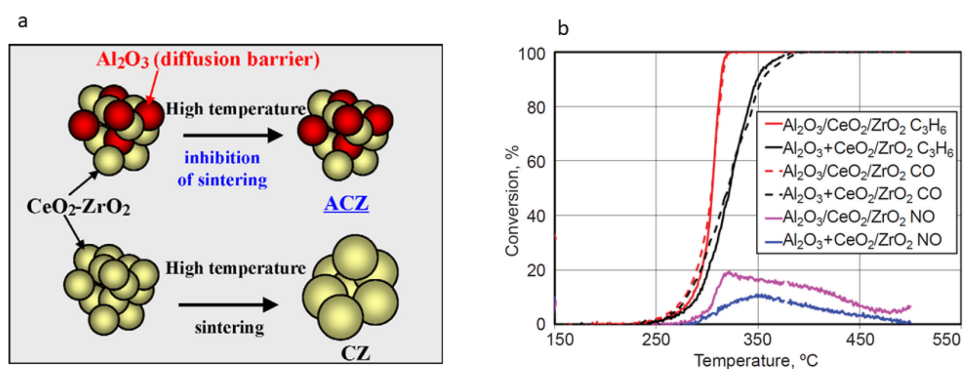 a
Al₂O₃ (diffusion barrier)
High temperature
inhibition
of sintering
ACZ
CeO₂-ZrO₂
High temperature
sintering
CZ
b
100
80
60
40
20
0
Conversion, %
150
250
350
450
550
Temperature, ºC
Al₂O₃/CeO₂/ZrO₂ C₃H₆
Al₂O₃+CeO₂/ZrO₂ C₃H₆
Al₂O₃/CeO₂/ZrO₂ CO
Al₂O₃+CeO₂/ZrO₂ CO
Al₂O₃/CeO₂/ZrO₂ NO
Al₂O₃+CeO₂/ZrO₂ NO